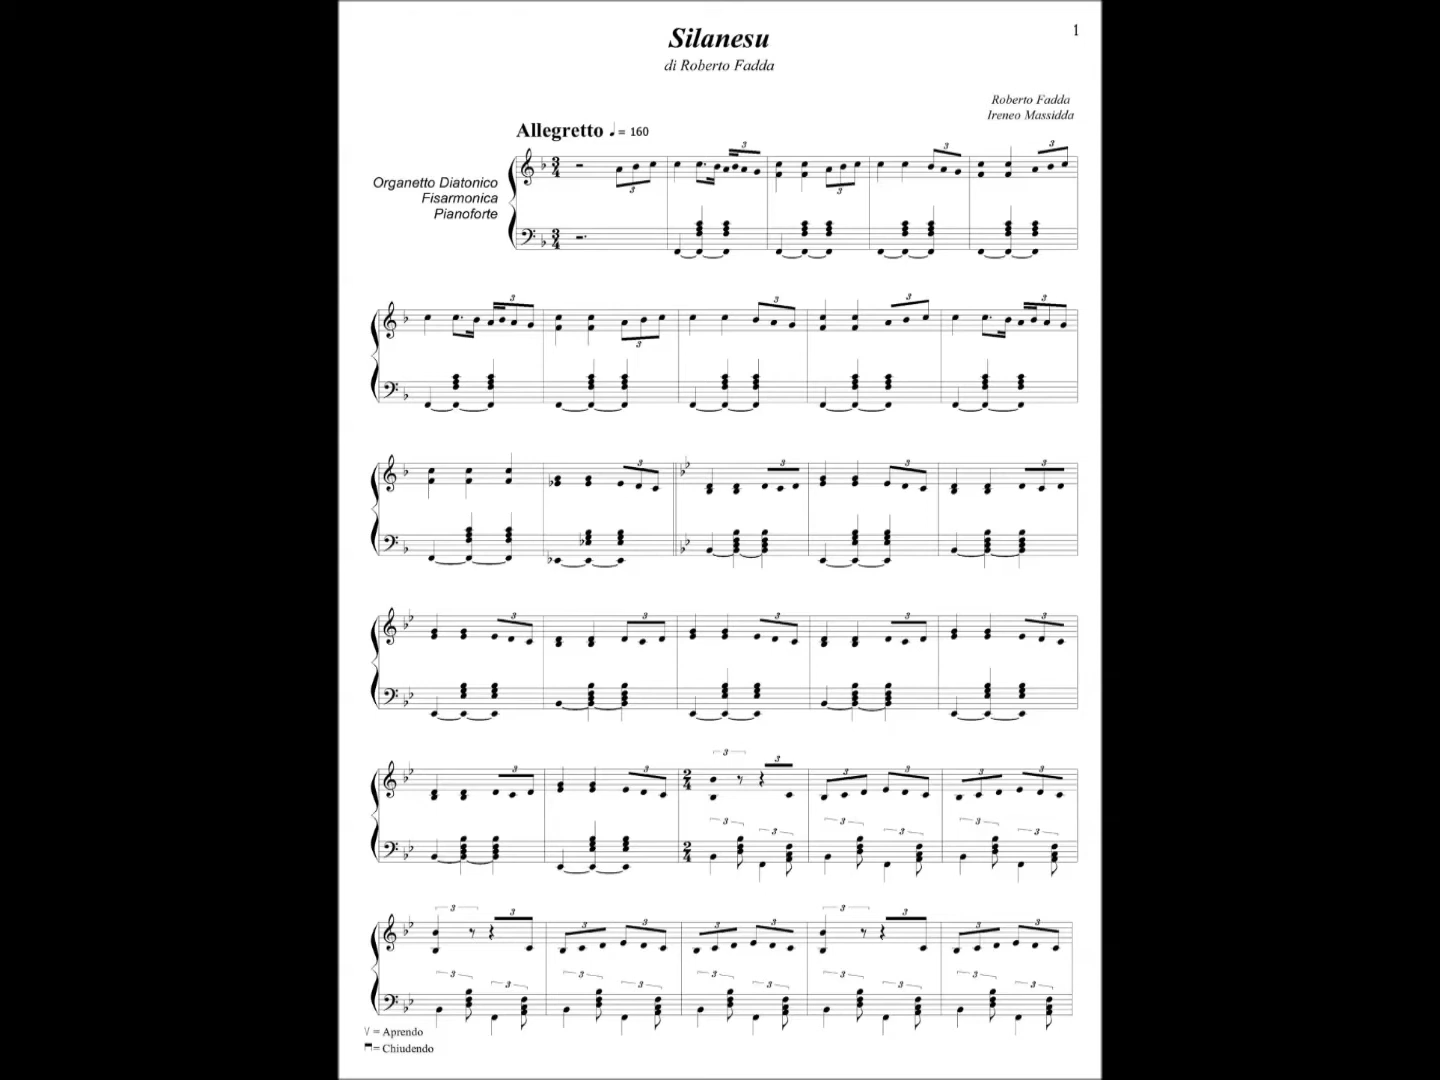 1
Silanesu
di Roberto Fadda
Roberto Fadda
Ireneo Massidda
Allegretto ♩= 160
Organetto Diatonico
Fisarmonica
Pianoforte
V = Aprendo
= Chiudendo